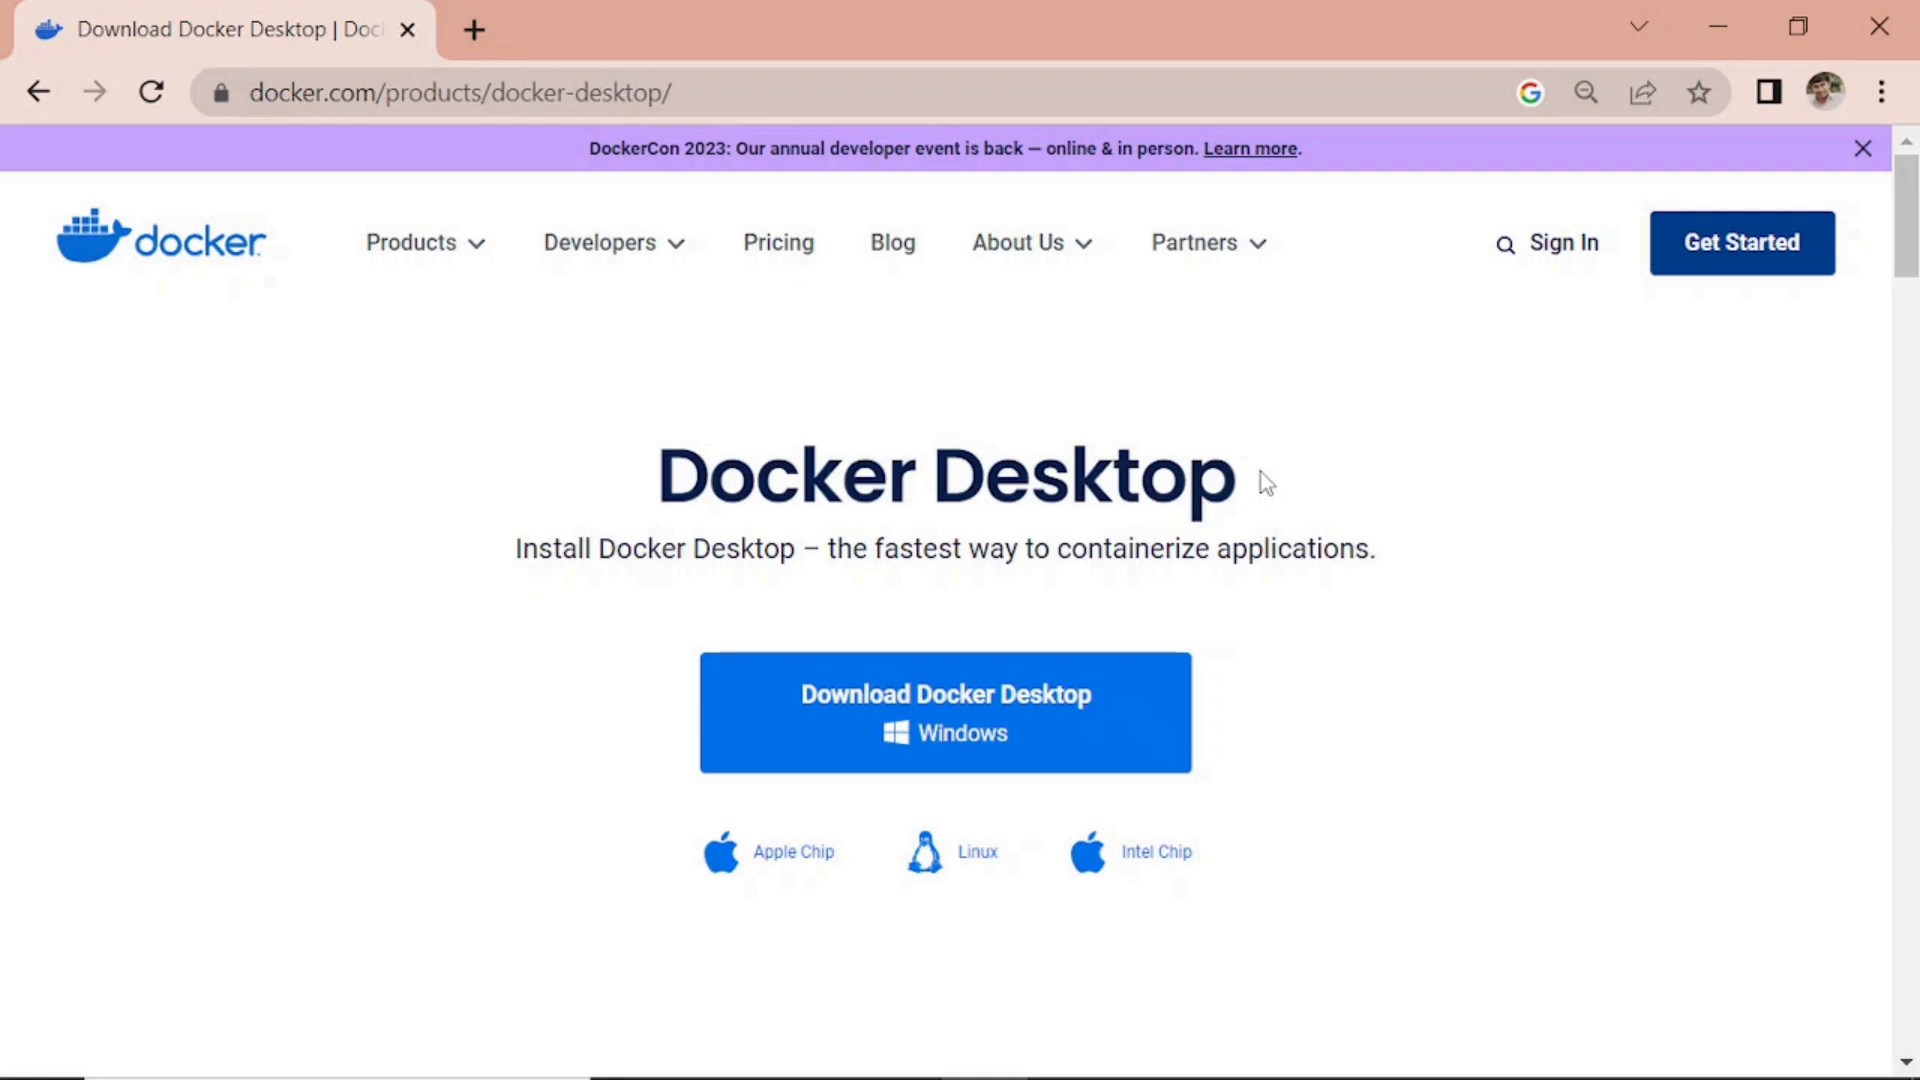 Download Docker Desktop | Doc
docker.com/products/docker-desktop/
DockerCon 2023: Our annual developer event is back — online & in person. Learn more.
docker
Products
Developers
Pricing
Blog
About Us
Partners
Sign In
Get Started
Docker Desktop
Install Docker Desktop – the fastest way to containerize applications.
Download Docker Desktop
Windows
Apple Chip
Linux
Intel Chip